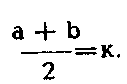 a + b
2 = к.